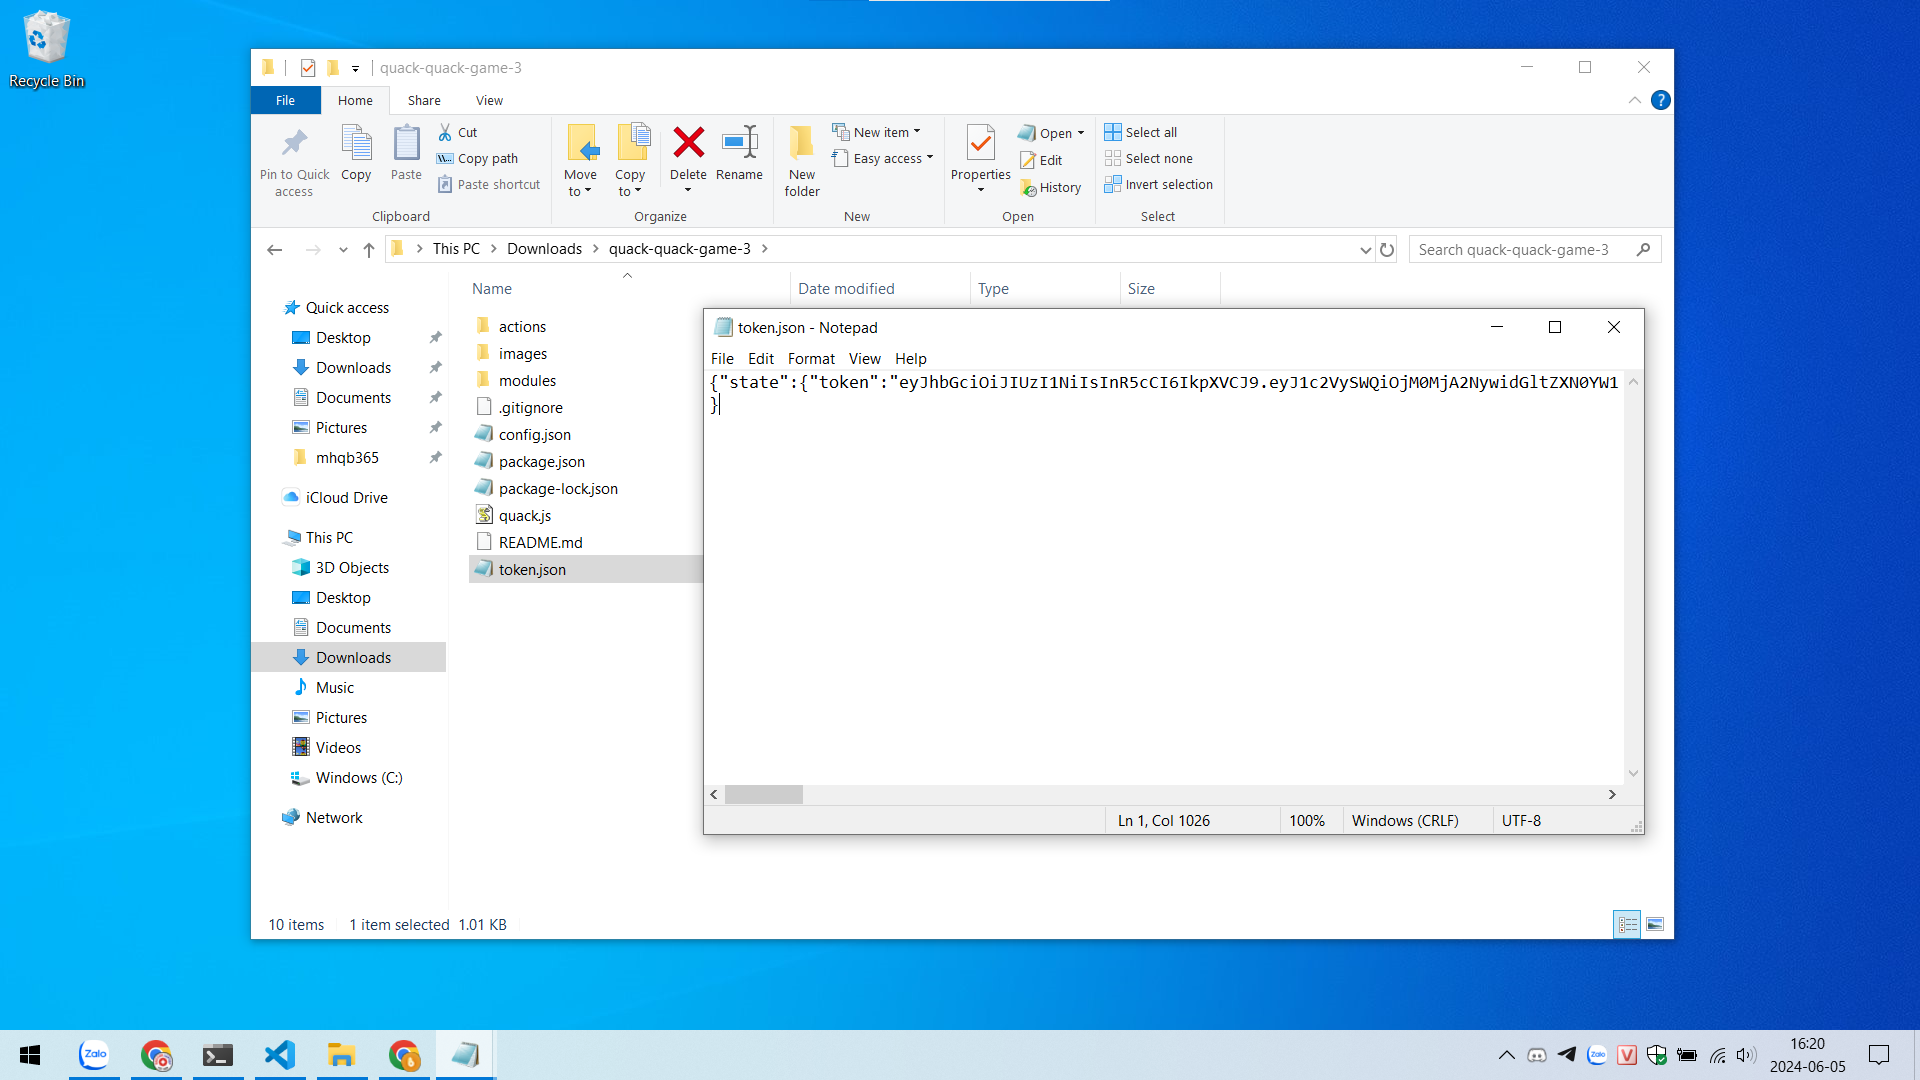 Recycle Bin
quack-quack-game-3
File
Home
Share
View
Pin to Quick access
Copy
Paste
Cut
Copy path
Paste shortcut
Clipboard
Move to
Copy to
Delete
Rename
Organize
New folder
New item
Easy access
New
Properties
Open
Edit
History
Open
Select all
Select none
Invert selection
Select
This PC
Downloads
quack-quack-game-3
Search quack-quack-game-3
Name
Date modified
Type
Size
Quick access
Desktop
Downloads
Documents
Pictures
mhqb365
iCloud Drive
This PC
3D Objects
Desktop
Documents
Downloads
Music
Pictures
Videos
Windows (C:)
Network
actions
images
modules
.gitignore
config.json
package.json
package-lock.json
quack.js
README.md
token.json
token.json - Notepad
File Edit Format View Help
{"state":{"token":"eyJhbGciOiJIUzI1NiIsInR5cCI6IkpXVCJ9.eyJ1c2VySWQiOjM0MjA2NywidGltZXN0YW1
}
Ln 1, Col 1026
100%
Windows (CRLF)
UTF-8
10 items
1 item selected 1.01 KB
Zalo
Zalo
V
16:20
2024-06-05